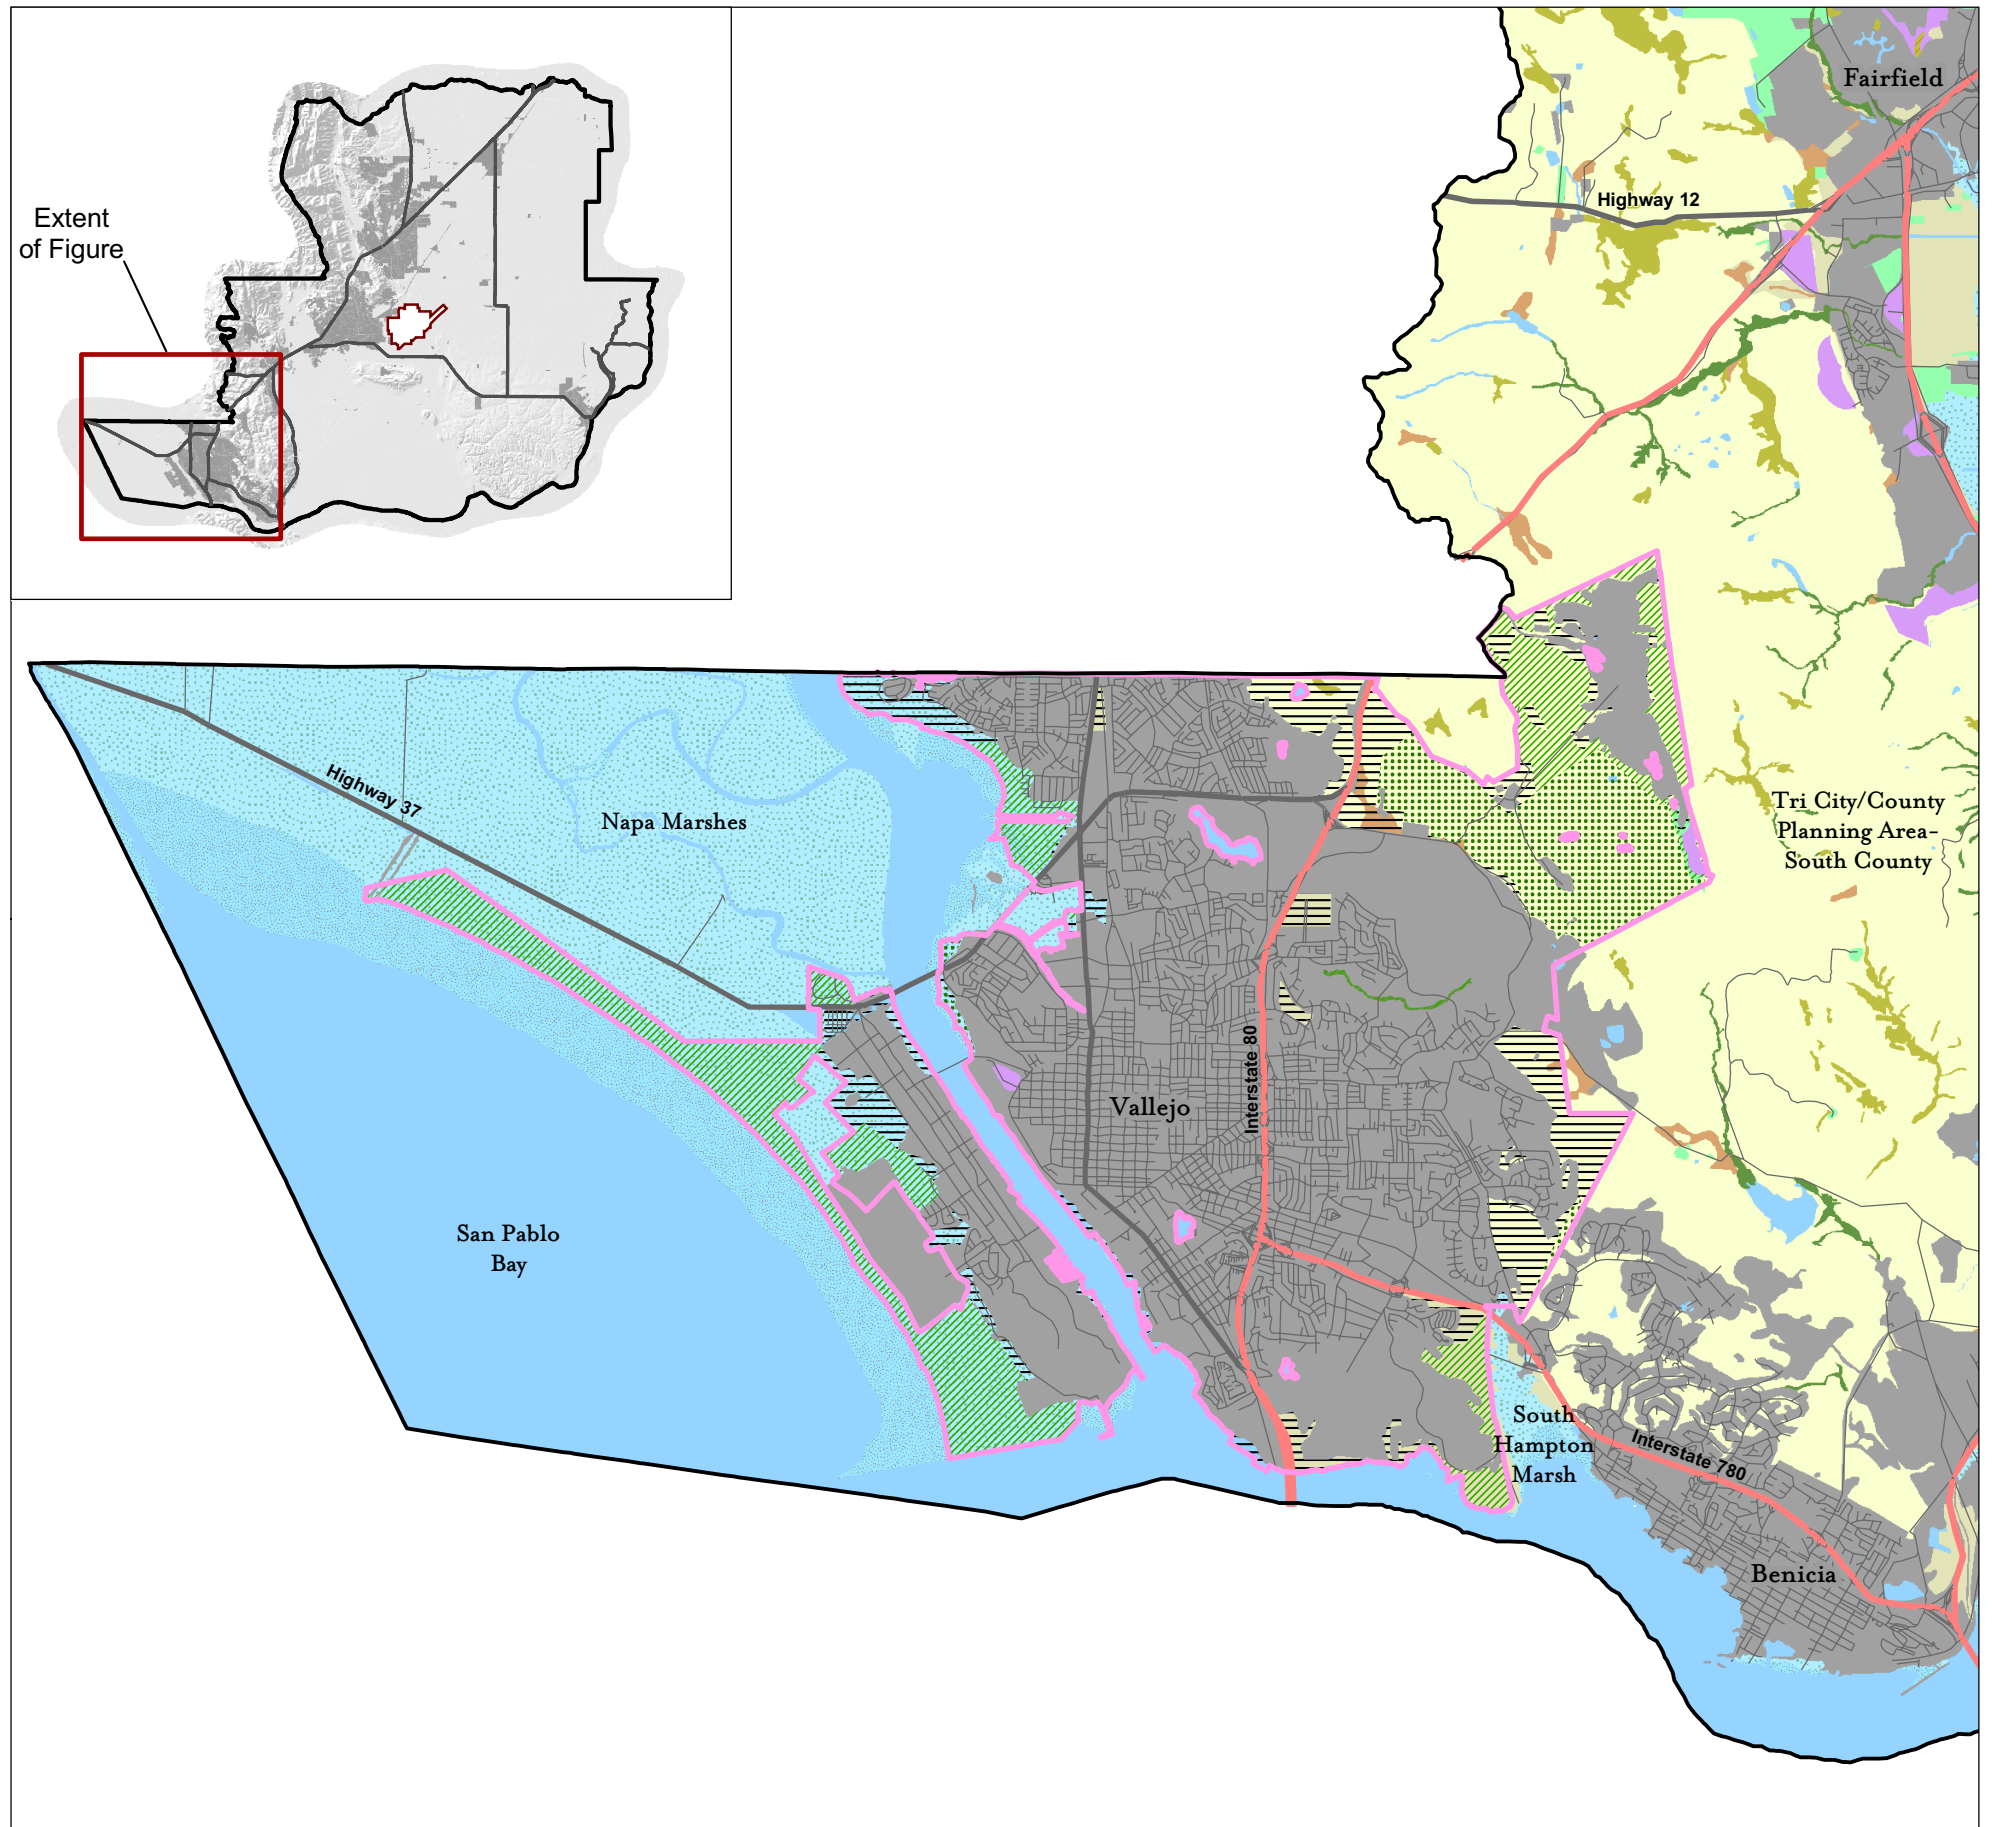 Extent
of Figure
Fairfield
Highway 12
Highway 37
Napa Marshes
Tri City/County
Planning Area-
South County
Interstate 80
Vallejo
San Pablo
Bay
South
Hampton
Marsh
Interstate 780
Benicia